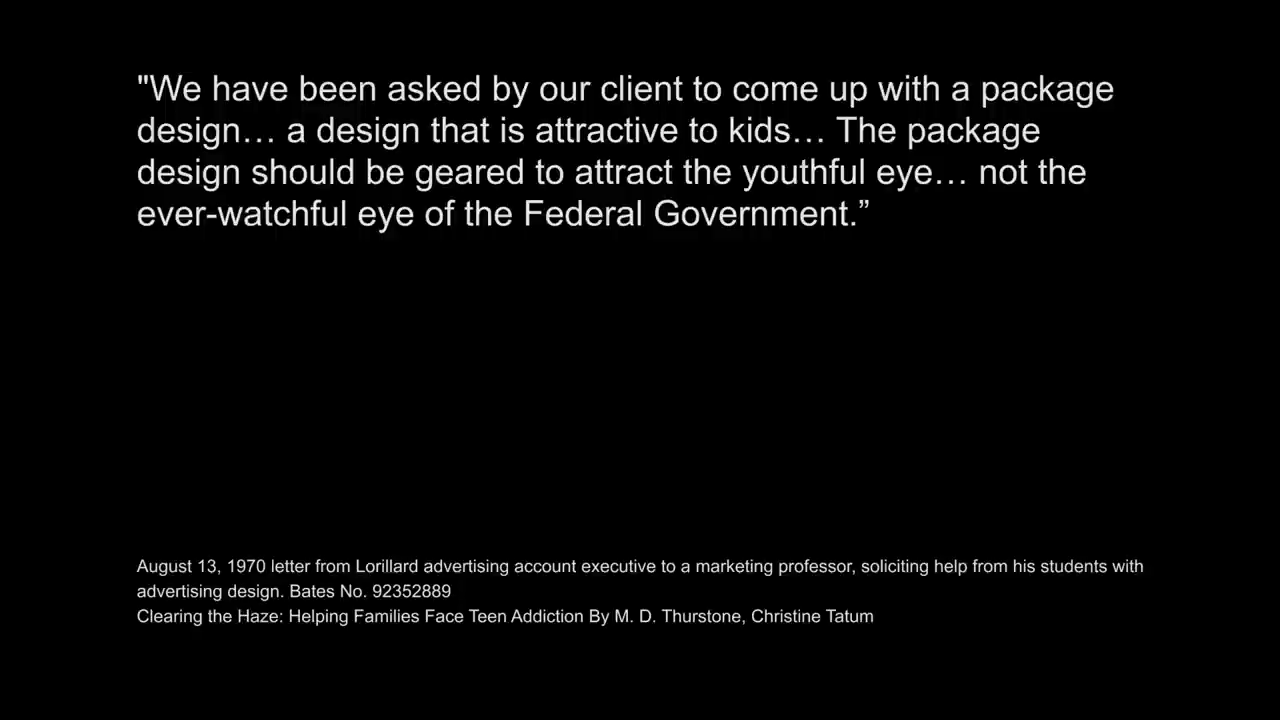 "We have been asked by our client to come up with a package
design… a design that is attractive to kids… The package
design should be geared to attract the youthful eye… not the
ever-watchful eye of the Federal Government.”
August 13, 1970 letter from Lorillard advertising account executive to a marketing professor, soliciting help from his students with
advertising design. Bates No. 92352889
Clearing the Haze: Helping Families Face Teen Addiction By M. D. Thurstone, Christine Tatum